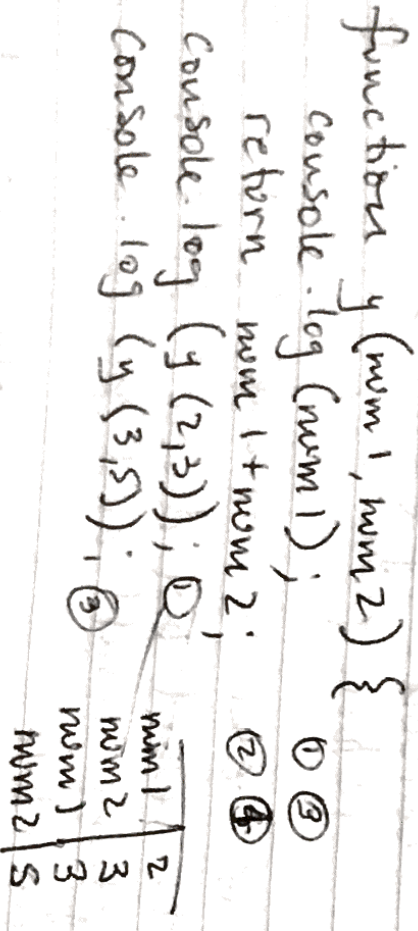 function y (num1, num2) {
console.log (num1); ① ③
return num1 + num2; ② ④
console.log (y (2,3)); ①
console.log (y (3,5)); ③
num1 2
num2 3
num1 3
num2 5